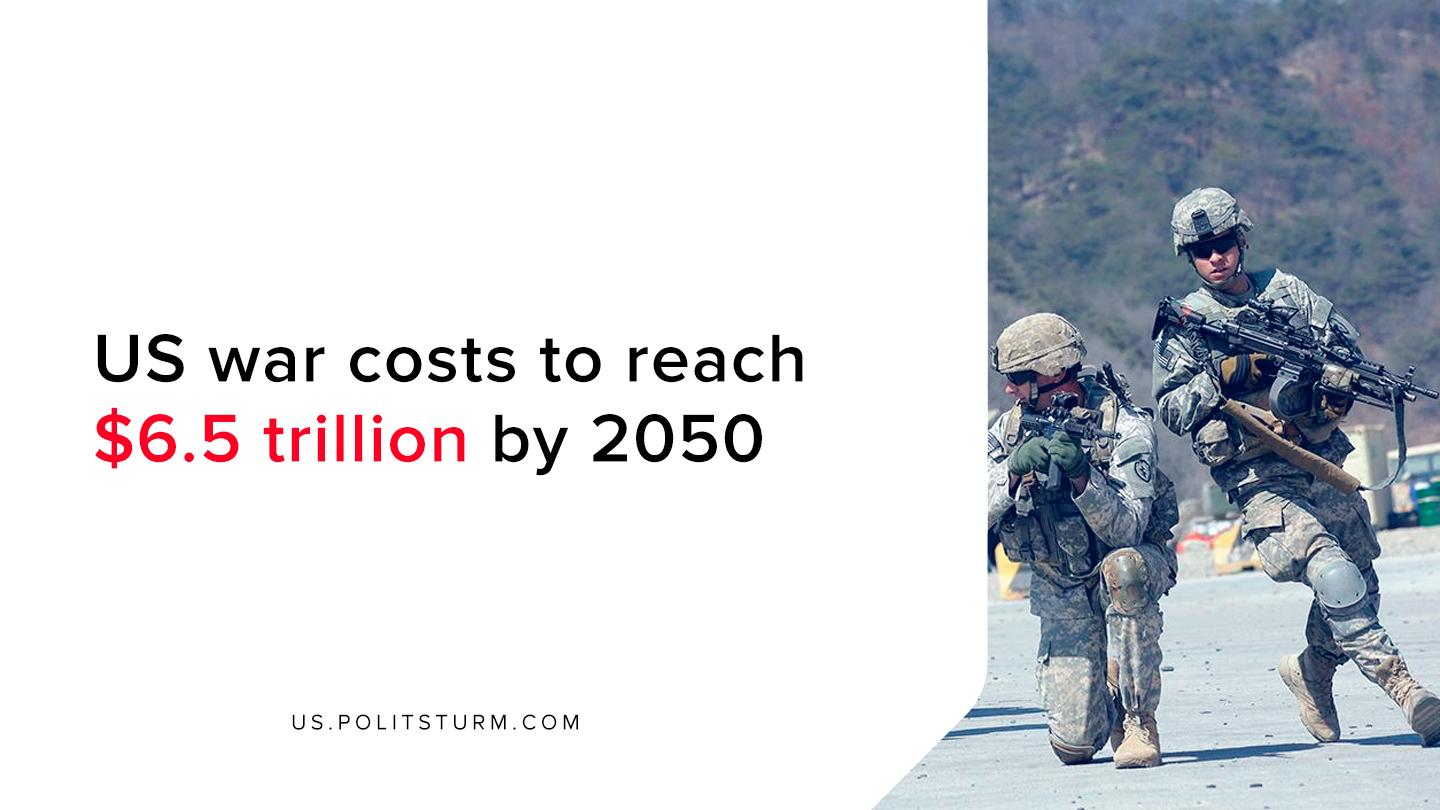 US war costs to reach
$6.5 trillion by 2050
US.POLITSTURM.COM